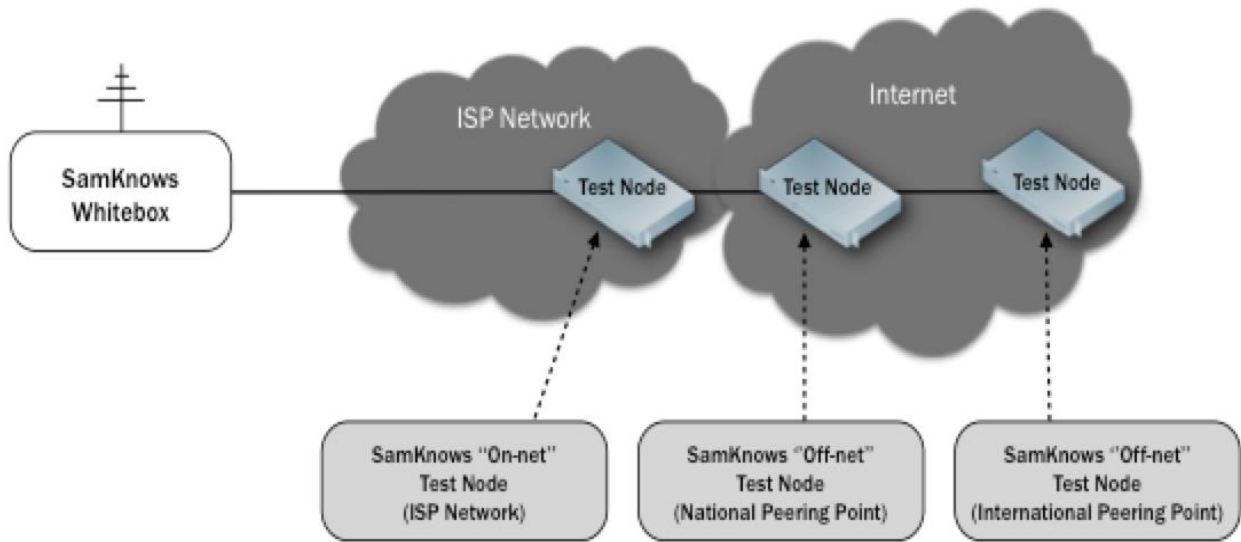 ISP Network
Internet
SamKnows
Whitebox
Test Node
Test Node
Test Node
SamKnows “On-net”
Test Node
(ISP Network)
SamKnows “Off-net”
Test Node
(National Peering Point)
SamKnows “Off-net”
Test Node
(International Peering Point)